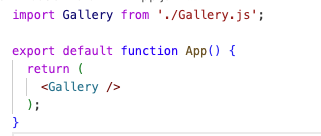 import Gallery from './Gallery.js';

export default function App() {
  return (
    <Gallery />
  );
}